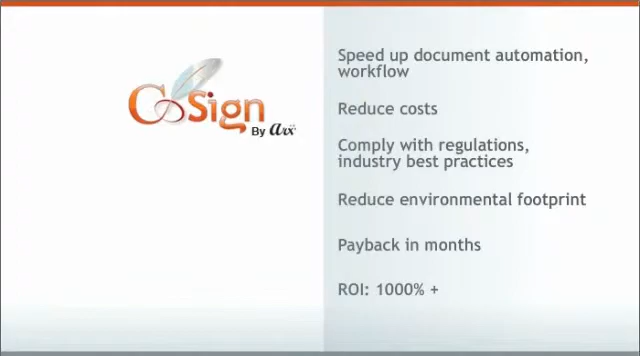 CoSign
By arx
Speed up document automation,
workflow
Reduce costs
Comply with regulations,
industry best practices
Reduce environmental footprint
Payback in months
ROI: 1000% +